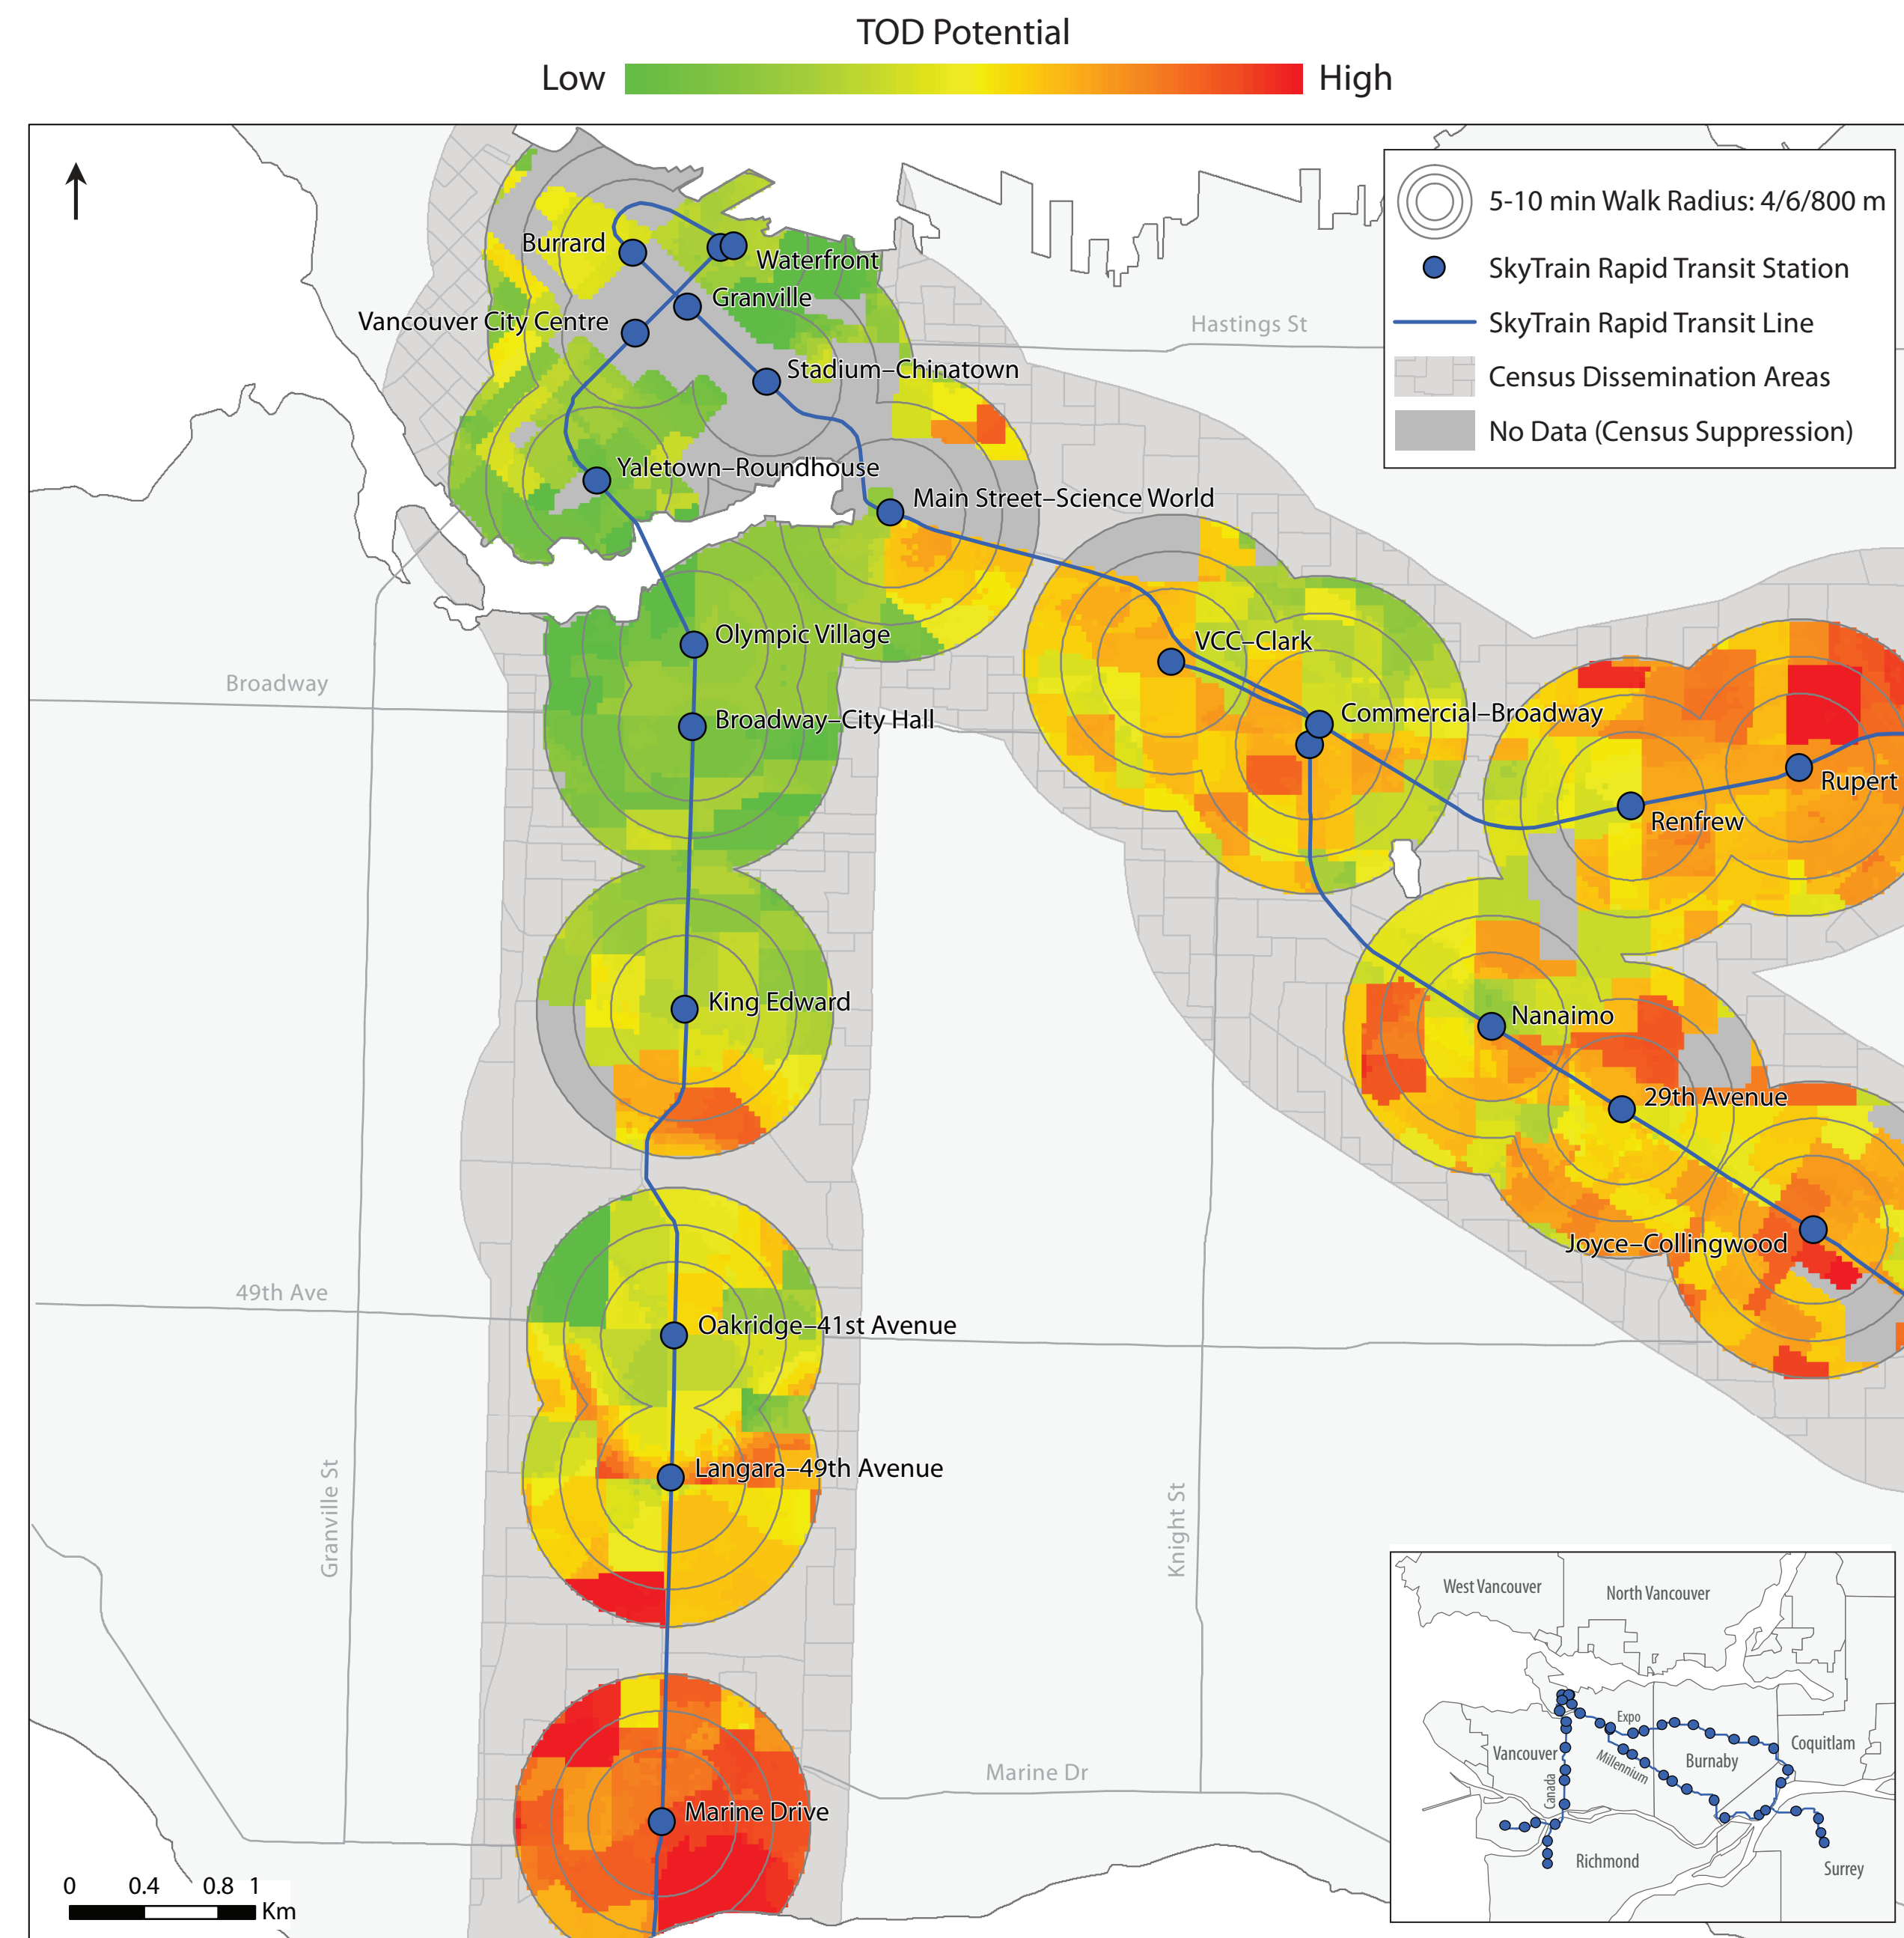 TOD Potential
Low
High
5-10 min Walk Radius: 4/6/800 m
SkyTrain Rapid Transit Station
SkyTrain Rapid Transit Line
Census Dissemination Areas
No Data (Census Suppression)
Burrard
Waterfront
Granville
Vancouver City Centre
Hastings St
Stadium–Chinatown
Yaletown–Roundhouse
Main Street–Science World
Olympic Village
VCC–Clark
Broadway
Broadway–City Hall
Commercial–Broadway
Rupert
Renfrew
King Edward
Nanaimo
29th Avenue
Joyce–Collingwood
49th Ave
Oakridge–41st Avenue
Langara–49th Avenue
Granville St
Knight St
Marine Dr
Marine Drive
0 0.4 0.8 1
Km
West Vancouver
North Vancouver
Expo
Vancouver
Millennium
Burnaby
Coquitlam
Canada
Richmond
Surrey